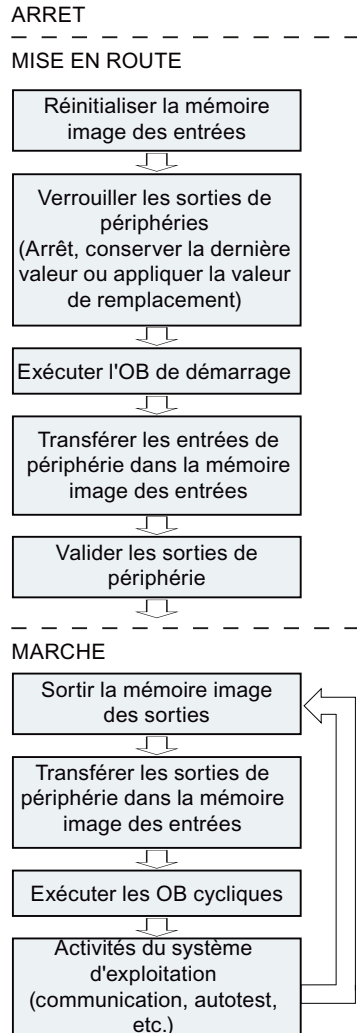 ARRET
MISE EN ROUTE
Réinitialiser la mémoire
image des entrées
Verrouiller les sorties de
périphéries
(Arrêt, conserver la dernière
valeur ou appliquer la valeur
de remplacement)
Exécuter l'OB de démarrage
Transférer les entrées de
périphérie dans la mémoire
image des entrées
Valider les sorties de
périphérie
MARCHE
Sortir la mémoire image
des sorties
Transférer les sorties de
périphérie dans la mémoire
image des entrées
Exécuter les OB cycliques
Activités du système
d'exploitation
(communication, autotest,
etc.)